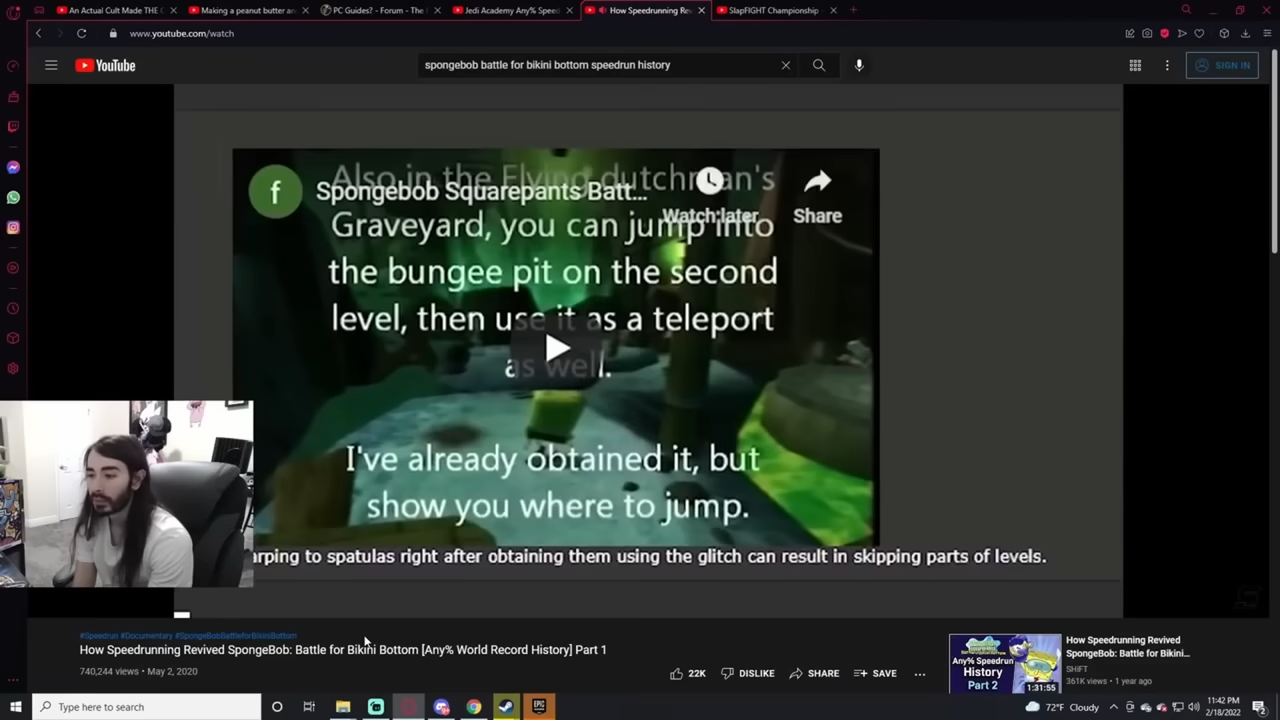 An Actual Cult Made THE C
Making a peanut butter an
PC Guides? - Forum - The
Jedi Academy Any% Speed
How Speedrunning Rev
SlapFIGHT Championship
www.youtube.com/watch
YouTube
spongebob battle for bikini bottom speedrun history
SIGN IN
f
Spongebob Squarepants Batt...
Watch later
Share
Also in the Flying dutchman's
Graveyard, you can jump into
the bungee pit on the second
level, then use it as a teleport
as well.
I've already obtained it, but
show you where to jump.
arping to spatulas right after obtaining them using the glitch can result in skipping parts of levels.
#Speedrun #Documentary #SpongeBobBattleforBikiniBottom
How Speedrunning Revived SpongeBob: Battle for Bikini Bottom [Any% World Record History] Part 1
740,244 views • May 2, 2020
22K
DISLIKE
SHARE
SAVE
Any% Speedrun
History
Part 2
1:31:55
How Speedrunning Revived
SpongeBob: Battle for Bikini...
SHIFT
361K views • 1 year ago
Type here to search
EPIC
72°F Cloudy
11:42 PM
2/18/2022
2